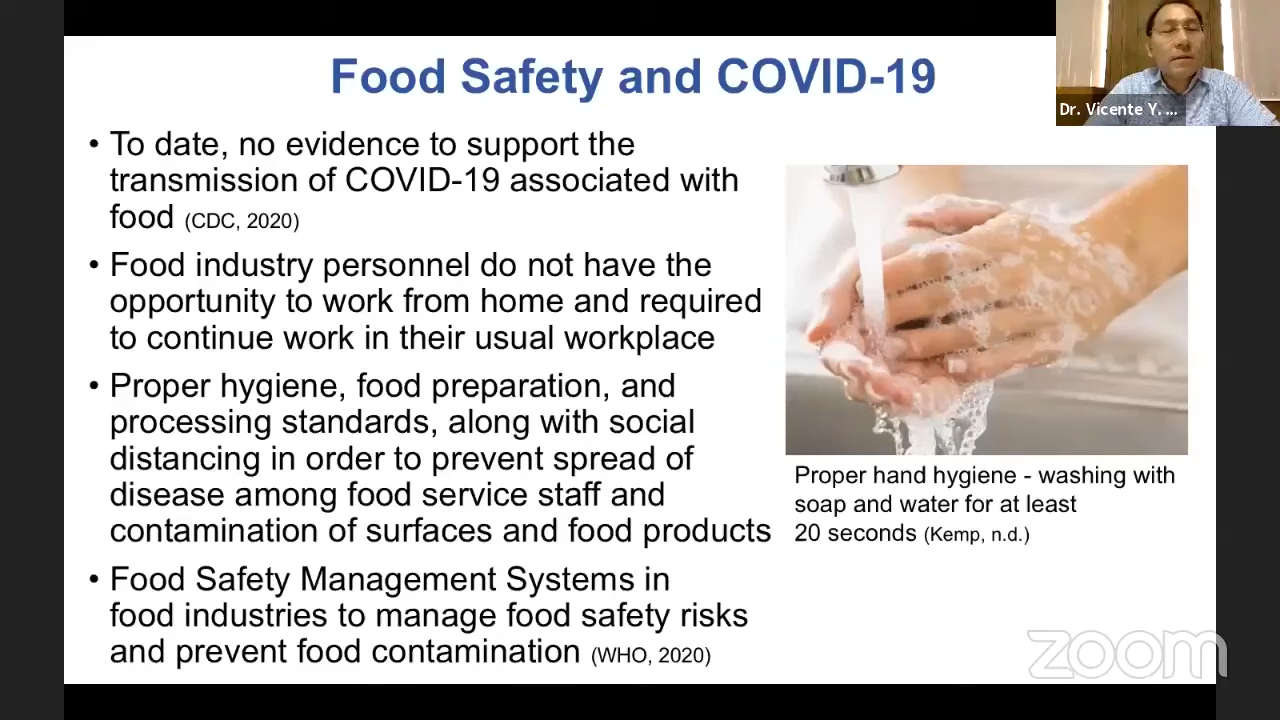 Food Safety and COVID-19
Dr. Vicente Y. ...
• To date, no evidence to support the
transmission of COVID-19 associated with
food (CDC, 2020)
• Food industry personnel do not have the
opportunity to work from home and required
to continue work in their usual workplace
• Proper hygiene, food preparation, and
processing standards, along with social
distancing in order to prevent spread of
disease among food service staff and
contamination of surfaces and food products
• Food Safety Management Systems in
food industries to manage food safety risks
and prevent food contamination (WHO, 2020)
Proper hand hygiene - washing with
soap and water for at least
20 seconds (Kemp, n.d.)
zoom